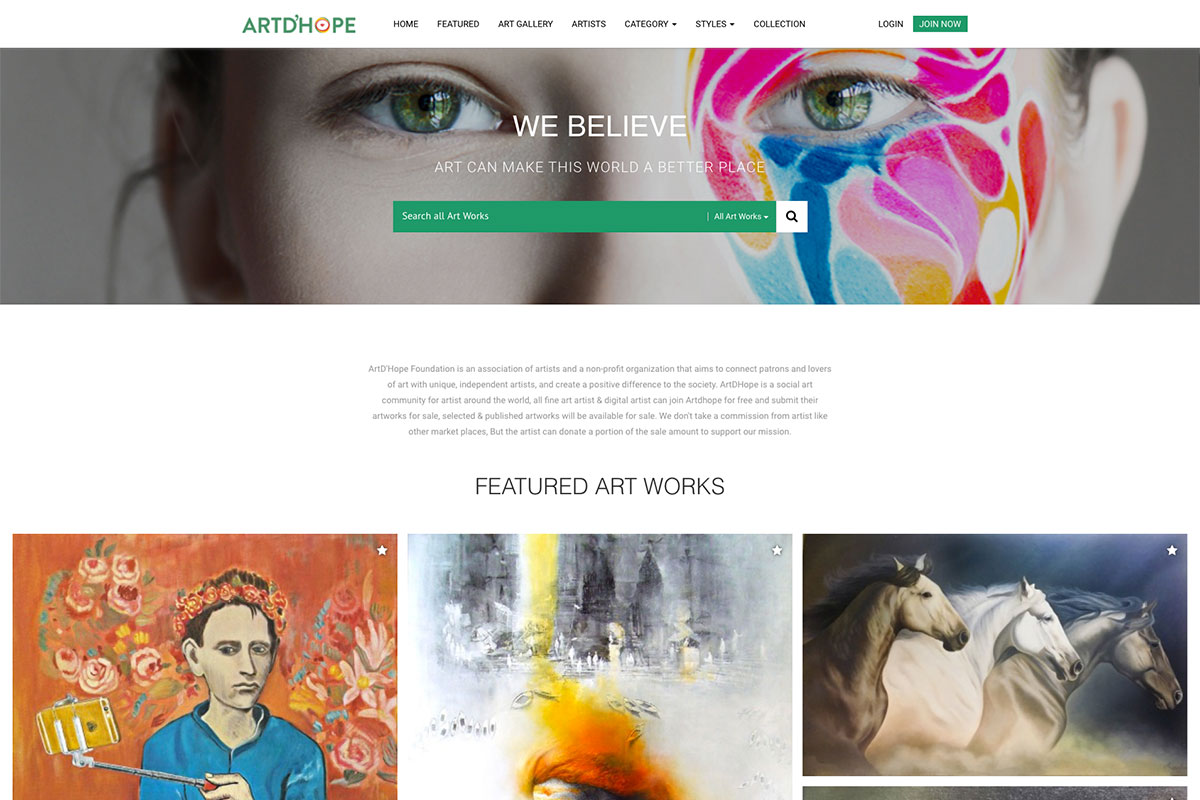 ARTD'HOPE
HOME FEATURED ART GALLERY ARTISTS CATEGORY STYLES COLLECTION LOGIN JOIN NOW
WE BELIEVE
ART CAN MAKE THIS WORLD A BETTER PLACE
Search all Art Works | All Art Works
ArtD'Hope Foundation is an association of artists and a non-profit organization that aims to connect patrons and lovers
of art with unique, independent artists, and create a positive difference to the society. ArtDHope is a social art
community for artist around the world, all fine art artist & digital artist can join Artdhope for free and submit their
artworks for sale, selected & published artworks will be available for sale. We don't take a commission from artist like
other market places, But the artist can donate a portion of the sale amount to support our mission.
FEATURED ART WORKS